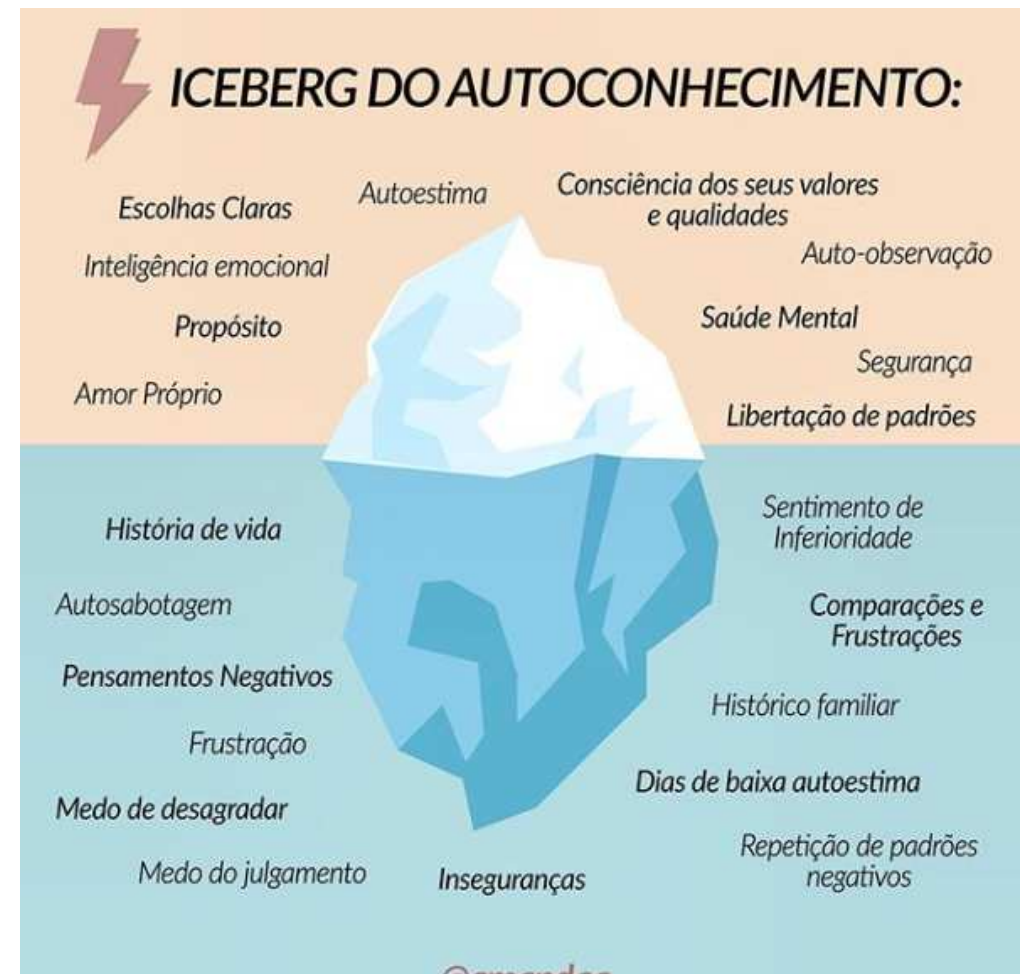 ICEBERG DO AUTOCONHECIMENTO:
Escolhas Claras
Autoestima
Consciência dos seus valores
e qualidades
Inteligência emocional
Auto-observação
Propósito
Saúde Mental
Segurança
Amor Próprio
Libertação de padrões
História de vida
Sentimento de
Inferioridade
Autosabotagem
Comparações e
Frustrações
Pensamentos Negativos
Histórico familiar
Frustração
Dias de baixa autoestima
Medo de desagradar
Repetição de padrões
negativos
Medo do julgamento
Inseguranças